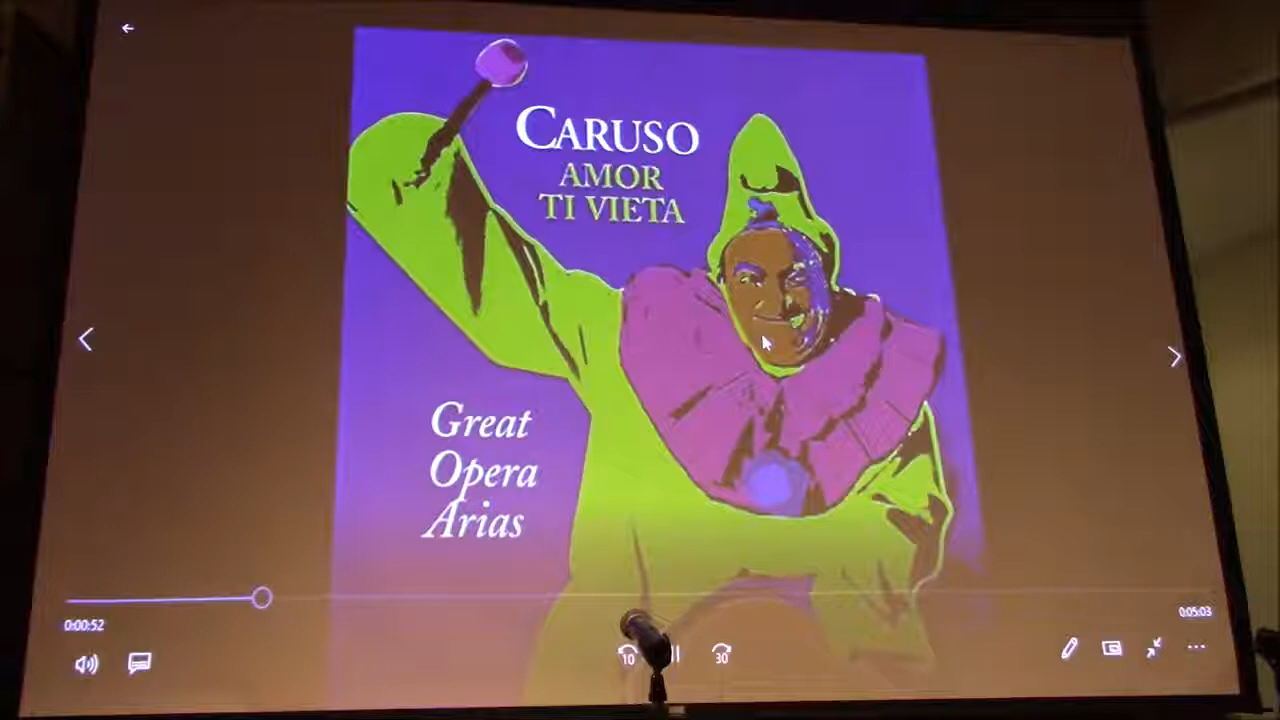 CARUSO
AMOR
TI VIETA
Great
Opera
Arias
0:00:52
0:05:03
10
30